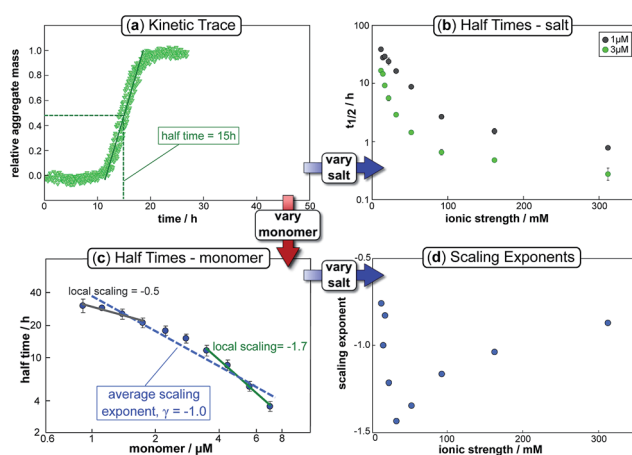 (a) Kinetic Trace
relative aggregate mass
1.0
0.8
0.6
0.4
0.2
0.0
half time = 15h
0
10
20
30
40
50
time / h
(b) Half Times - salt
t1/2 / h
100
10
1
0.1
1μM
3μM
0
100
200
300
ionic strength / mM
vary
salt
vary
monomer
vary
salt
(c) Half Times - monomer
half time / h
40
20
10
4
2
local scaling = -0.5
local scaling= -1.7
average scaling
exponent, γ = -1.0
0.6
1
2
4
6
8
monomer / μM
(d) Scaling Exponents
scaling exponent
-0.5
-1.0
-1.5
0
100
200
300
ionic strength / mM